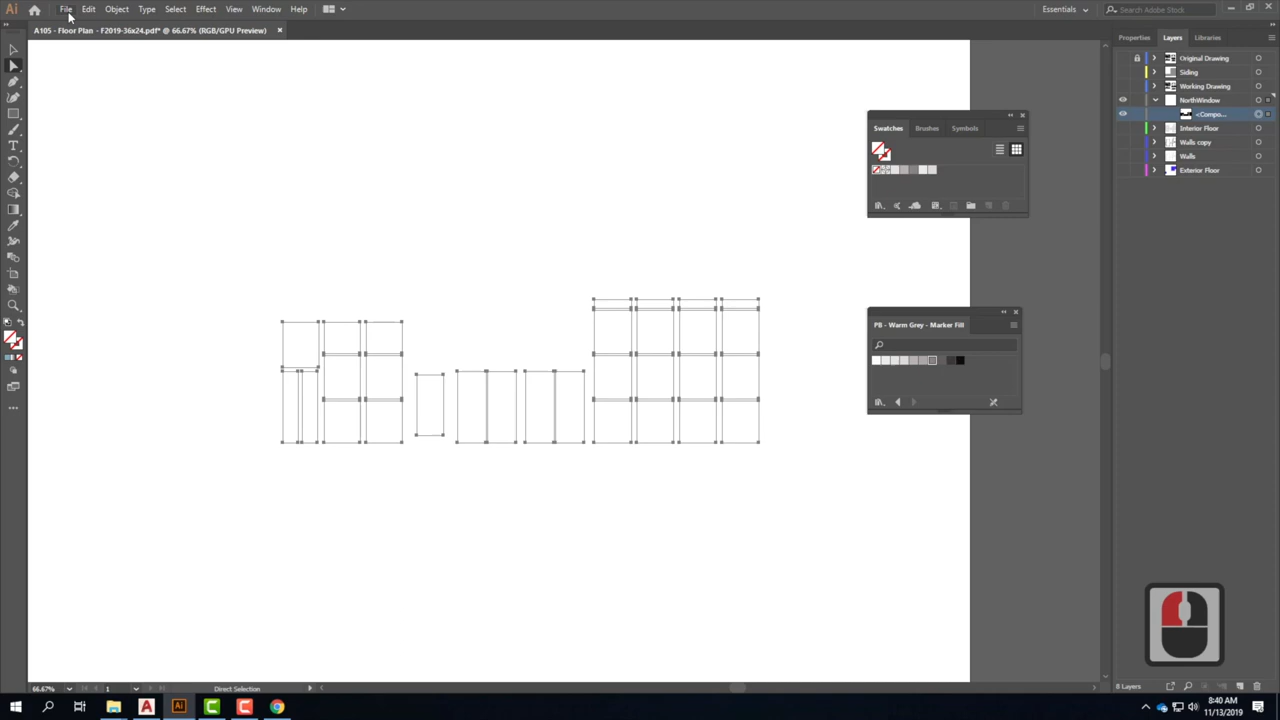 Ai File Edit Object Type Select Effect View Window Help Essentials Search Adobe Stock
A105 - Floor Plan - F2019-36x24.pdf* @ 66.67% (RGB/GPU Preview) ×
Properties Layers Libraries
Original Drawing
Siding
Working Drawing
NorthWindow
<Compo...
Interior Floor
Walls copy
Walls
Exterior Floor
Swatches Brushes Symbols
PB - Warm Grey - Marker Fill
66.67% 1 Direct Selection
8 Layers
8:40 AM
11/13/2019